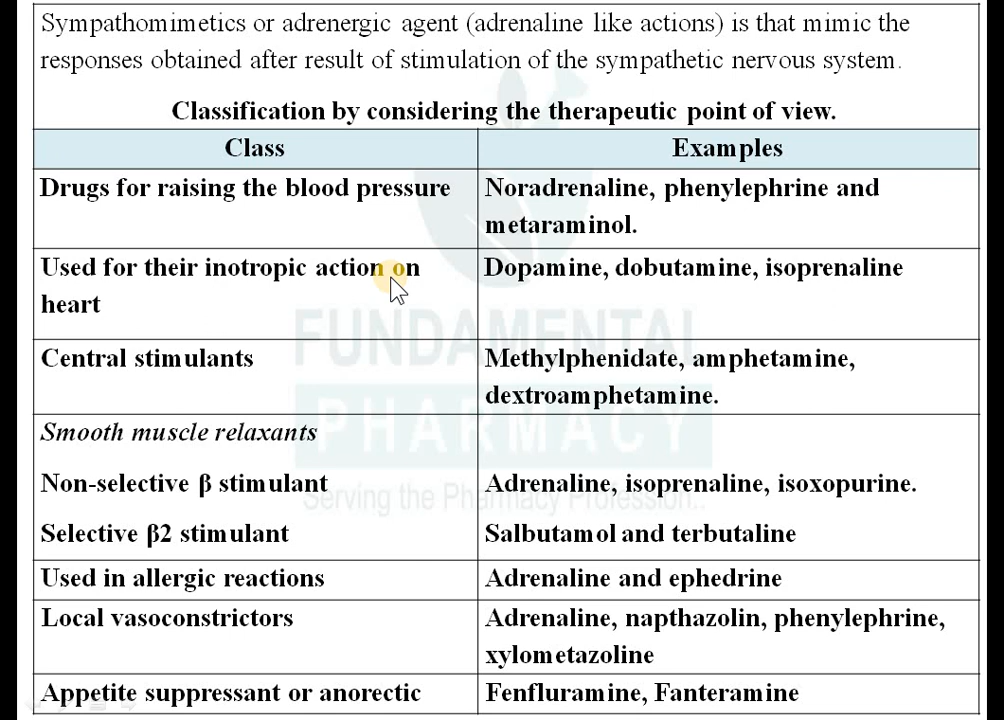 Sympathomimetics or adrenergic agent (adrenaline like actions) is that mimic the
responses obtained after result of stimulation of the sympathetic nervous system.
Classification by considering the therapeutic point of view.
Class Examples
Drugs for raising the blood pressure Noradrenaline, phenylephrine and
metaraminol.
Used for their inotropic action on Dopamine, dobutamine, isoprenaline
heart
FUNDAMENTAL
Central stimulants Methylphenidate, amphetamine,
dextroamphetamine.
PHARMACY
Smooth muscle relaxants
Non-selective β stimulant Adrenaline, isoprenaline, isoxopurine.
Serving the Pharmacy Profession..
Selective β2 stimulant Salbutamol and terbutaline
Used in allergic reactions Adrenaline and ephedrine
Local vasoconstrictors Adrenaline, napthazolin, phenylephrine,
xylometazoline
Appetite suppressant or anorectic Fenfluramine, Fanteramine